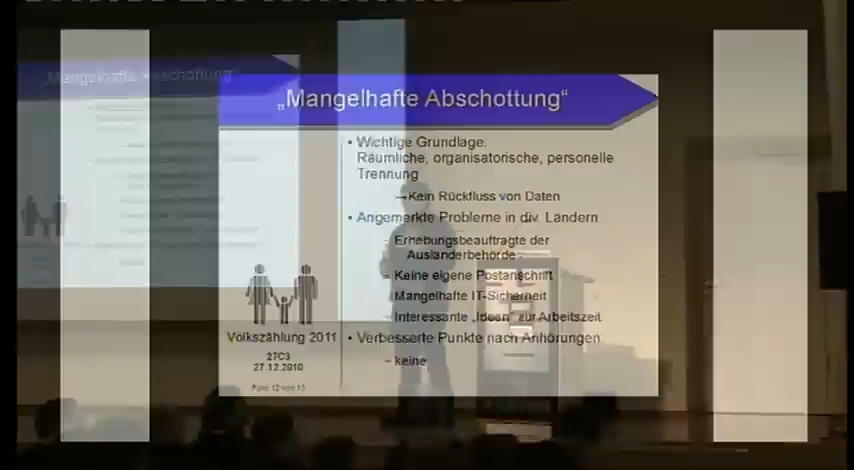 „Mangelhafte Abschottung“
• Wichtige Grundlage:
Räumliche, organisatorische, personelle
Trennung
→Kein Rückfluss von Daten
• Angemerkte Probleme in div. Ländern
– Erhebungsbeauftragte der
Ausländerbehörde
– Keine eigene Postanschrift
– Mangelhafte IT-Sicherheit
– Interessante „Ideen“ zur Arbeitszeit
• Verbesserte Punkte nach Anhörungen
– keine
Volkszählung 2011
27C3
27.12.2010
„Mangelhafte Abschottung“